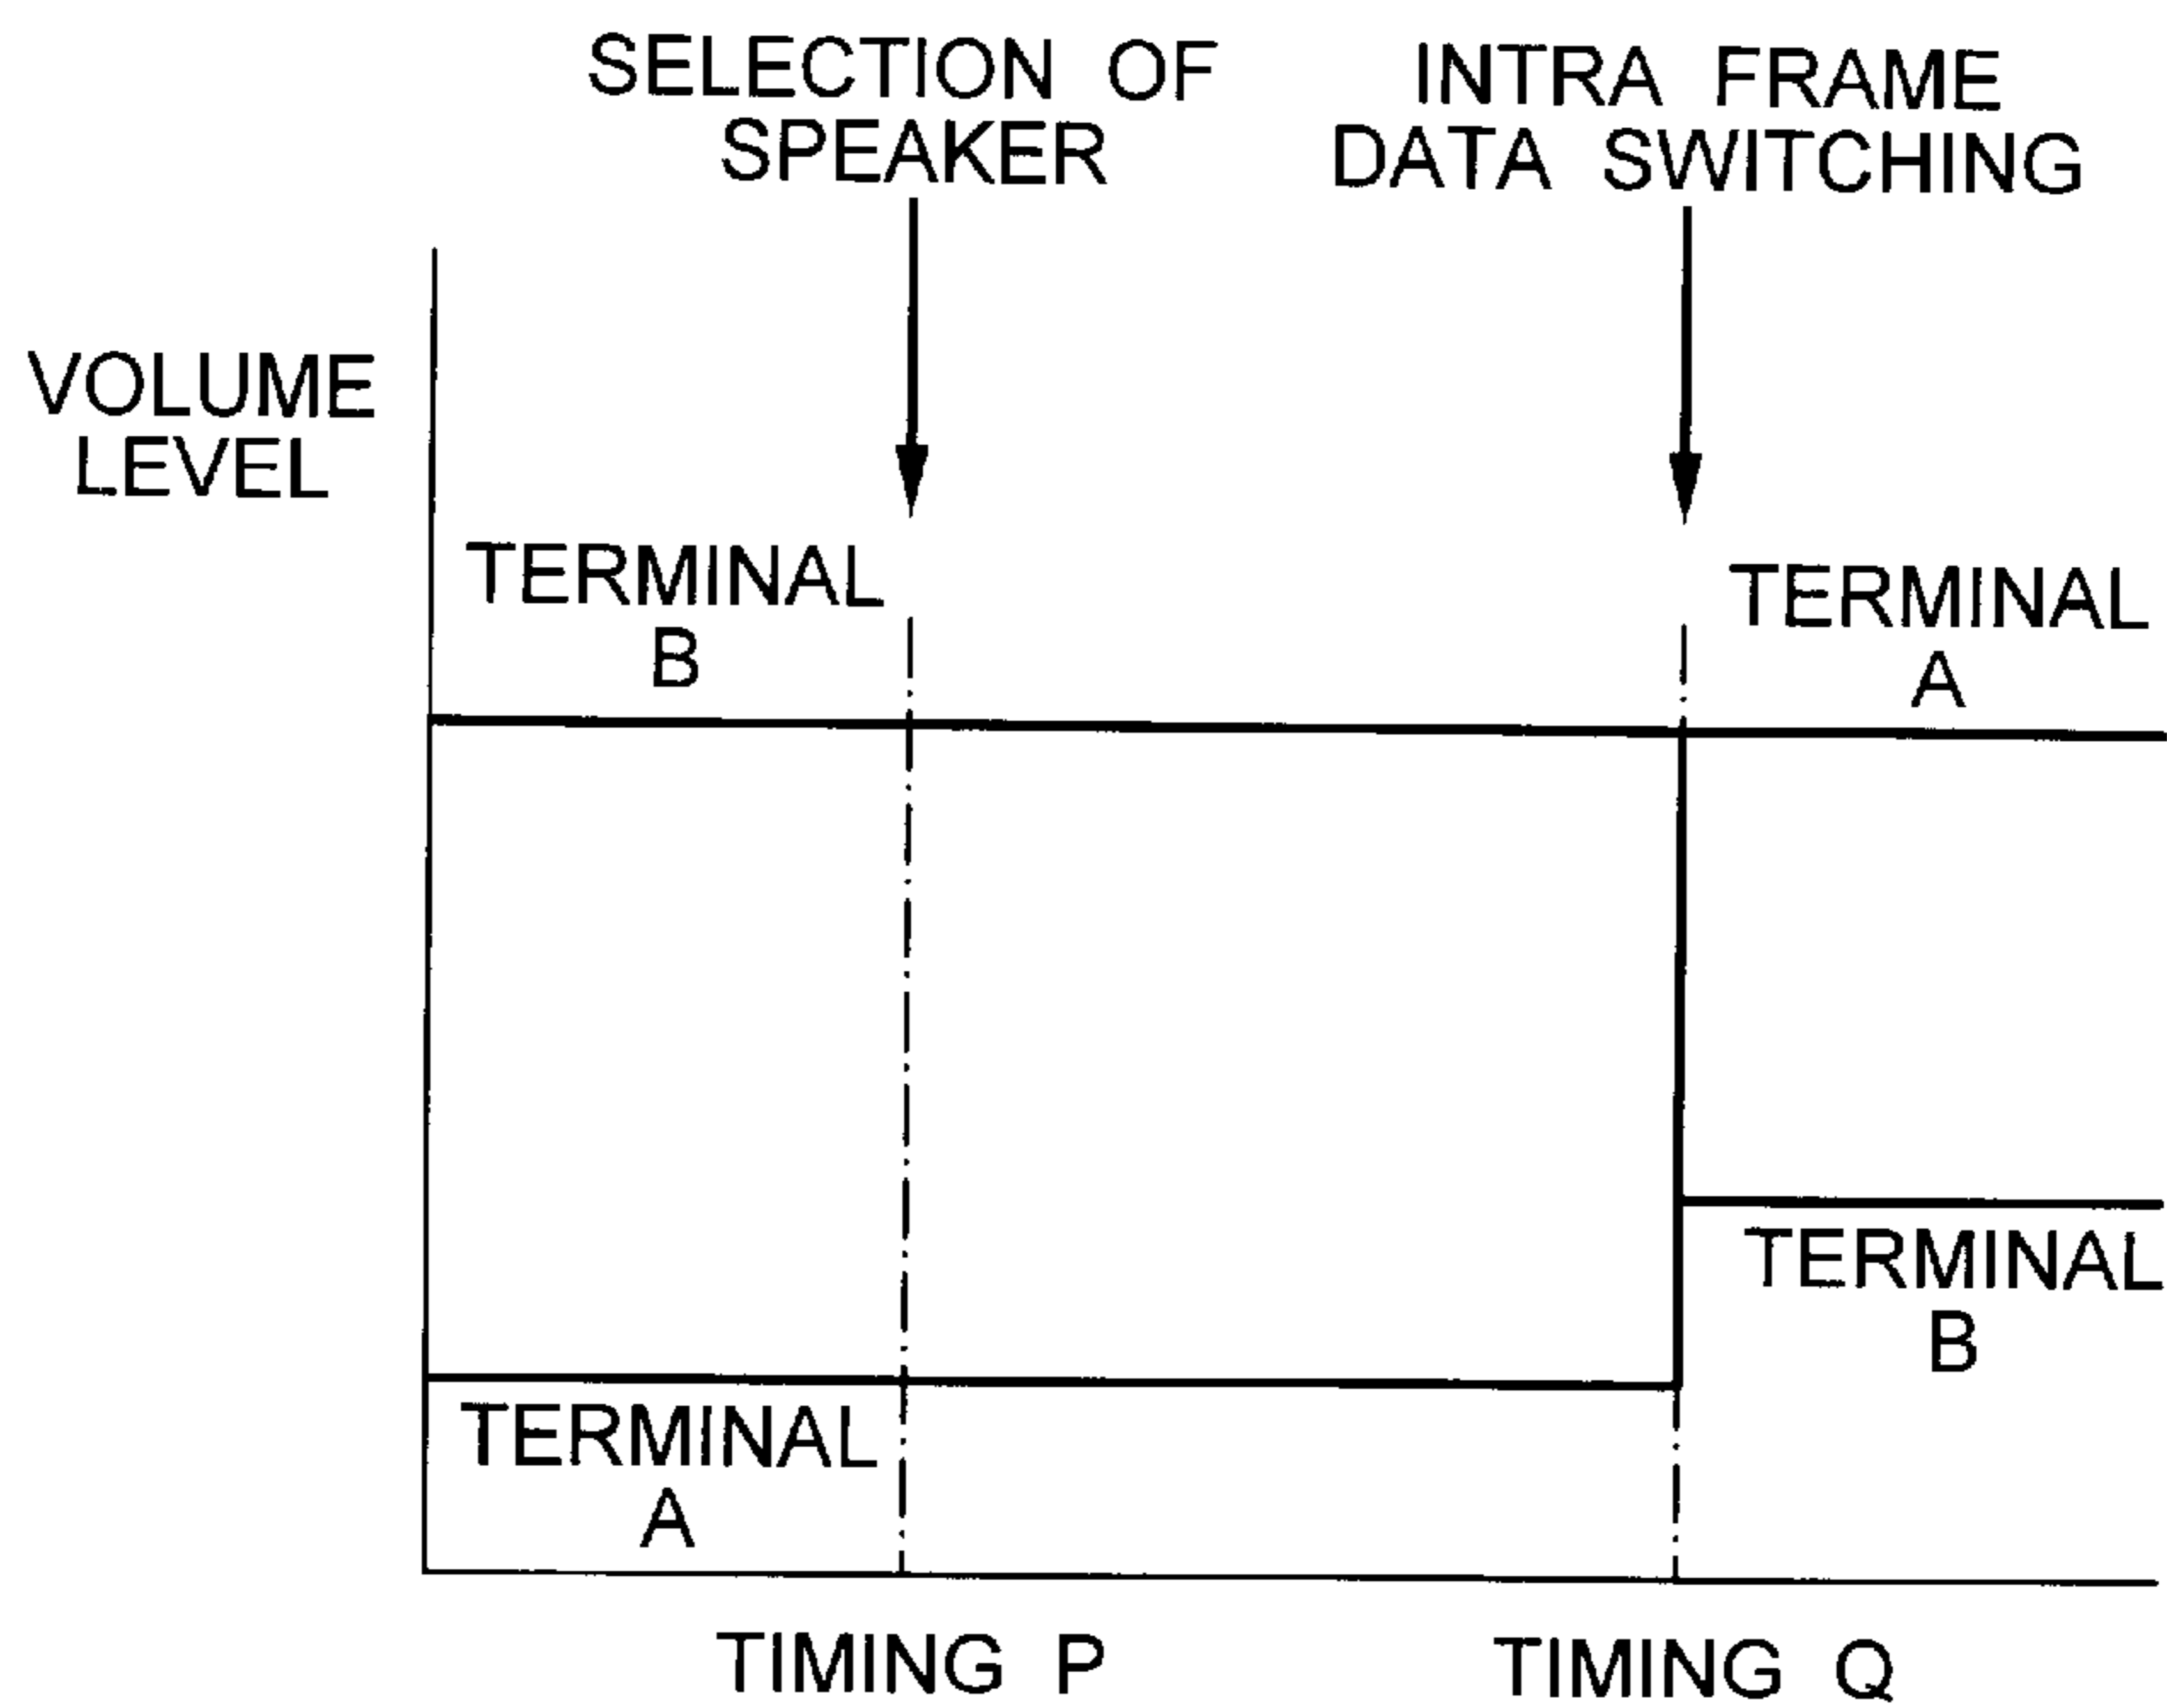 SELECTION OF
SPEAKER
INTRA FRAME
DATA SWITCHING
VOLUME
LEVEL
TERMINAL
B
TERMINAL
A
TERMINAL
B
TERMINAL
A
TIMING P
TIMING Q